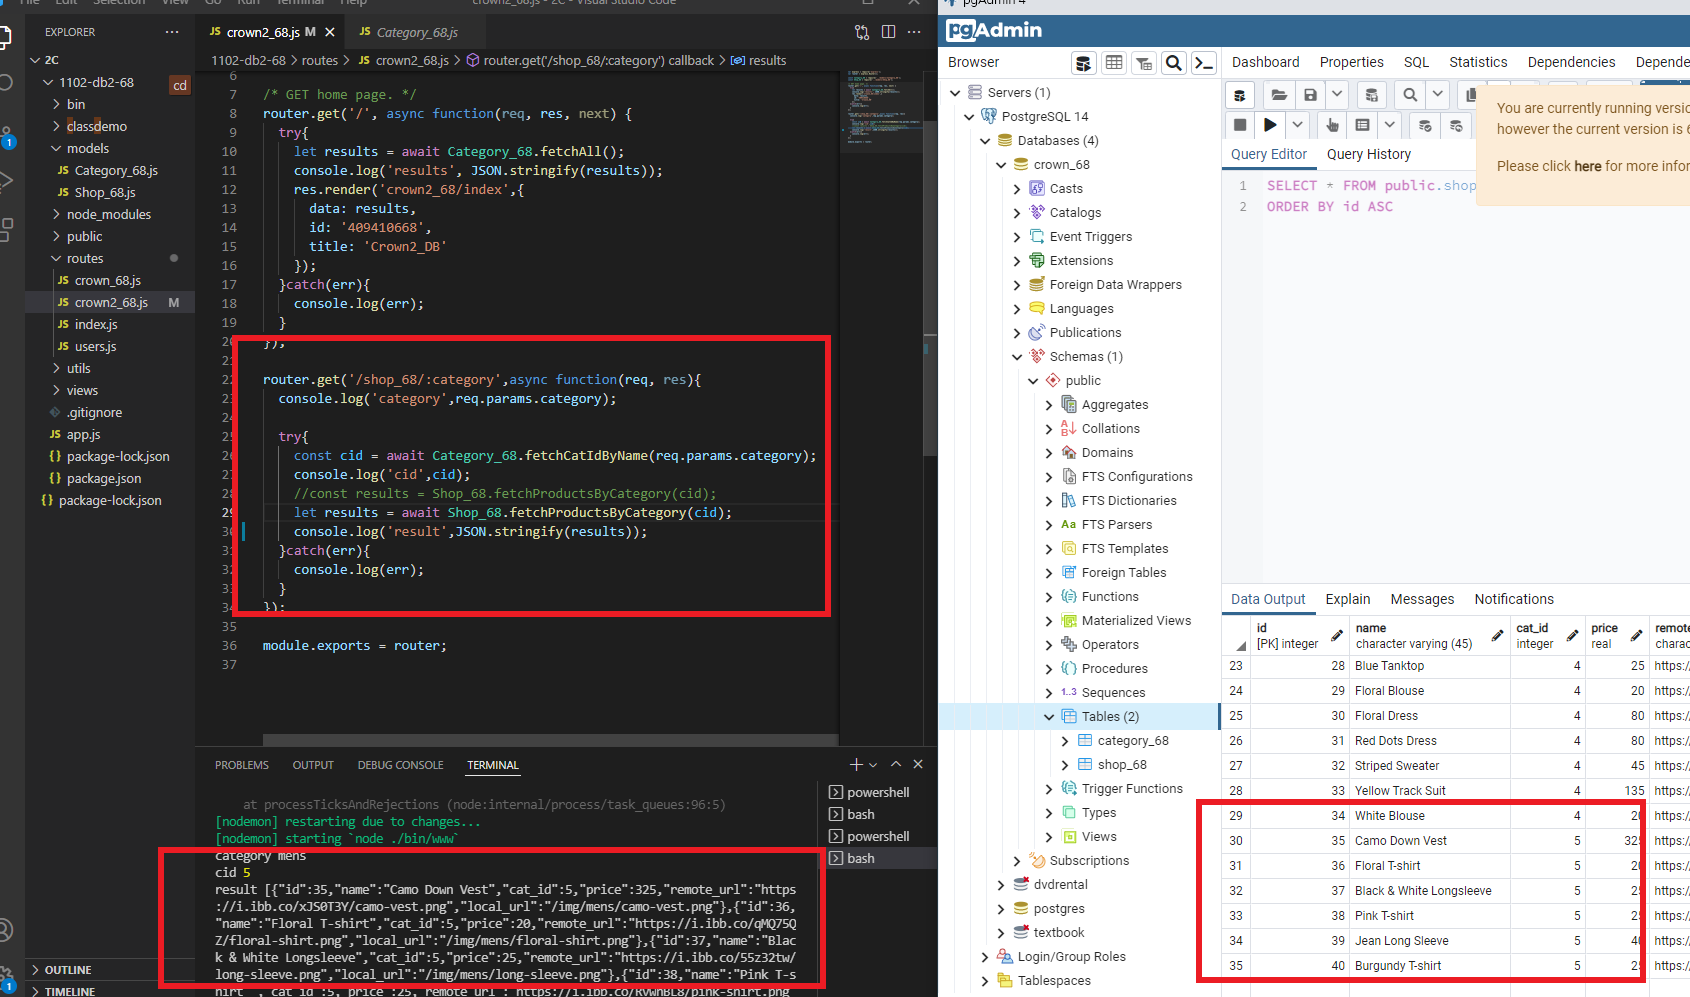 File Edit Selection View Go Run Terminal Help crown2_68.js - 2C - Visual Studio Code
EXPLORER
2C
1102-db2-68
cd
bin
classdemo
models
JS Category_68.js
JS Shop_68.js
node_modules
public
routes
JS crown_68.js
JS crown2_68.js M
JS index.js
JS users.js
utils
views
.gitignore
JS app.js
{} package-lock.json
{} package.json
{} package-lock.json
OUTLINE
TIMELINE
1
1
JS crown2_68.js M
JS Category_68.js
1102-db2-68 > routes > JS crown2_68.js > router.get('/shop_68/:category') callback > results
6
7 /* GET home page. */
8 router.get('/', async function(req, res, next) {
9 try{
10 let results = await Category_68.fetchAll();
11 console.log('results', JSON.stringify(results));
12 res.render('crown2_68/index',{
13 data: results,
14 id: '409410668',
15 title: 'Crown2_DB'
16 });
17 }catch(err){
18 console.log(err);
19 }
20 });
21
22 router.get('/shop_68/:category',async function(req, res){
23 console.log('category',req.params.category);
24
25 try{
26 const cid = await Category_68.fetchCatIdByName(req.params.category);
27 console.log('cid',cid);
28 //const results = Shop_68.fetchProductsByCategory(cid);
29 let results = await Shop_68.fetchProductsByCategory(cid);
30 console.log('result',JSON.stringify(results));
31 }catch(err){
32 console.log(err);
33 }
34 });
35
36 module.exports = router;
37
PROBLEMS OUTPUT DEBUG CONSOLE TERMINAL
at processTicksAndRejections (node:internal/process/task_queues:96:5)
[nodemon] restarting due to changes...
[nodemon] starting `node ./bin/www`
category mens
cid 5
result [{"id":35,"name":"Camo Down Vest","cat_id":5,"price":325,"remote_url":"https
://i.ibb.co/xJS0T3Y/camo-vest.png","local_url":"/img/mens/camo-vest.png"},{"id":36,
"name":"Floral T-shirt","cat_id":5,"price":20,"remote_url":"https://i.ibb.co/qMQ75Q
Z/floral-shirt.png","local_url":"/img/mens/floral-shirt.png"},{"id":37,"name":"Blac
k & White Longsleeve","cat_id":5,"price":25,"remote_url":"https://i.ibb.co/55z32tw/
long-sleeve.png","local_url":"/img/mens/long-sleeve.png"},{"id":38,"name":"Pink T-s
hirt","cat_id":5,"price":25,"remote_url":"https://i.ibb.co/RvwnBL8/pink-shirt.png
powershell
bash
powershell
bash
pgAdmin 4
pgAdmin
Browser
Servers (1)
PostgreSQL 14
Databases (4)
crown_68
Casts
Catalogs
Event Triggers
Extensions
Foreign Data Wrappers
Languages
Publications
Schemas (1)
public
Aggregates
Collations
Domains
FTS Configurations
FTS Dictionaries
Aa FTS Parsers
FTS Templates
Foreign Tables
Functions
Materialized Views
Operators
Procedures
1..3 Sequences
Tables (2)
category_68
shop_68
Trigger Functions
Types
Views
Subscriptions
dvdrental
postgres
textbook
Login/Group Roles
Tablespaces
Dashboard Properties SQL Statistics Dependencies Depende
You are currently running versio
however the current version is 6
Please click here for more infor
Query Editor Query History
1 SELECT * FROM public.shop
2 ORDER BY id ASC
Data Output Explain Messages Notifications
id name cat_id price remote
[PK] integer character varying (45) integer real charac
23 28 Blue Tanktop 4 25 https:/
24 29 Floral Blouse 4 20 https:/
25 30 Floral Dress 4 80 https:/
26 31 Red Dots Dress 4 80 https:/
27 32 Striped Sweater 4 45 https:/
28 33 Yellow Track Suit 4 135 https:/
29 34 White Blouse 4 20 https:/
30 35 Camo Down Vest 5 325 https:/
31 36 Floral T-shirt 5 20 https:/
32 37 Black & White Longsleeve 5 25 https:/
33 38 Pink T-shirt 5 25 https:/
34 39 Jean Long Sleeve 5 40 https:/
35 40 Burgundy T-shirt 5 25 https:/